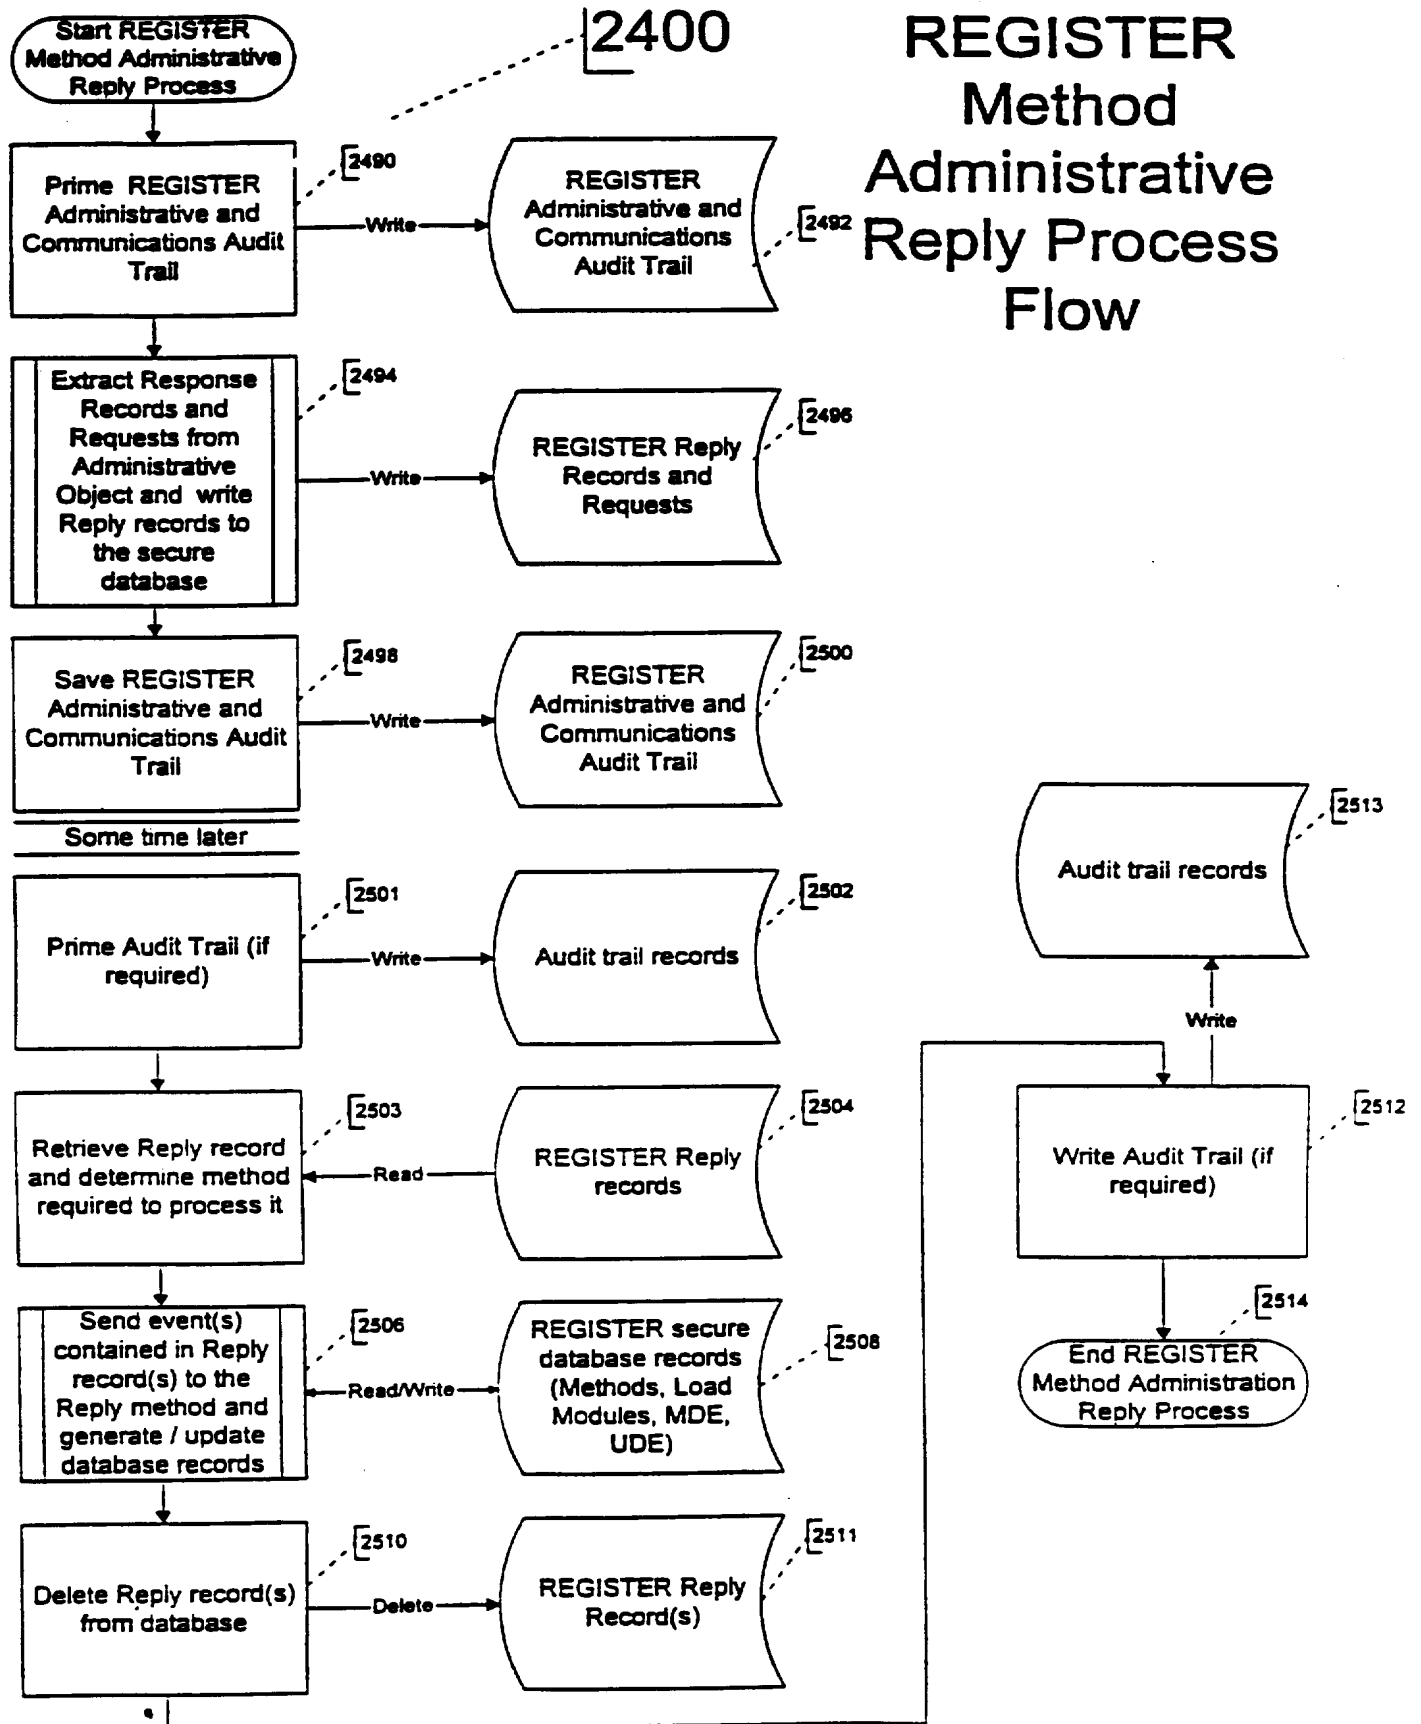 Start REGISTER
Method Administrative
Reply Process
2400
REGISTER
Method
Administrative
Reply Process
Flow
Prime REGISTER
Administrative and
Communications Audit
Trail
2490
Write
REGISTER
Administrative and
Communications
Audit Trail
2492
Extract Response
Records and
Requests from
Administrative
Object and write
Reply records to
the secure
database
2494
Write
REGISTER Reply
Records and
Requests
2496
Save REGISTER
Administrative and
Communications Audit
Trail
2498
Write
REGISTER
Administrative and
Communications
Audit Trail
2500
Some time later
Prime Audit Trail (if
required)
2501
Write
Audit trail records
2502
Retrieve Reply record
and determine method
required to process it
2503
Read
REGISTER Reply
records
2504
Send event(s)
contained in Reply
record(s) to the
Reply method and
generate / update
database records
2506
Read/Write
REGISTER secure
database records
(Methods, Load
Modules, MDE,
UDE)
2508
Delete Reply record(s)
from database
2510
Delete
REGISTER Reply
Record(s)
2511
Audit trail records
2513
Write
Write Audit Trail (if
required)
2512
End REGISTER
Method Administration
Reply Process
2514